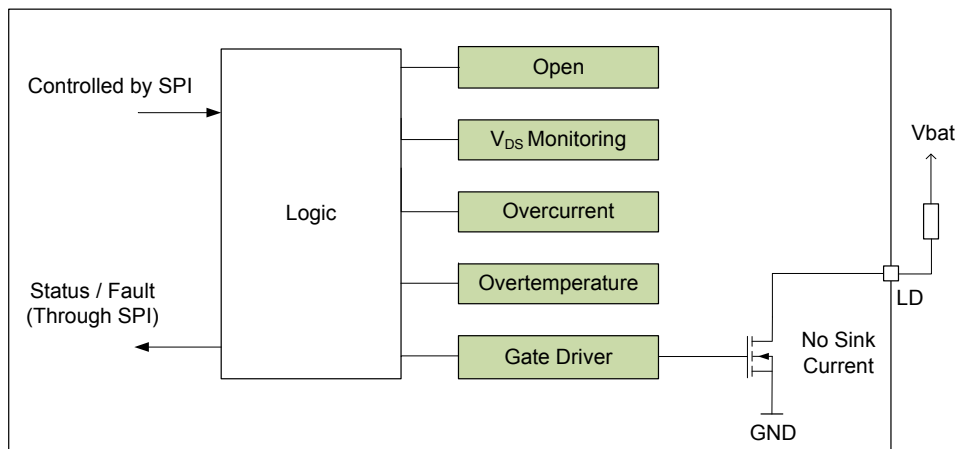 Controlled by SPI
Status / Fault
(Through SPI)
Logic
Open
VDS Monitoring
Overcurrent
Overtemperature
Gate Driver
No Sink
Current
GND
Vbat
LD